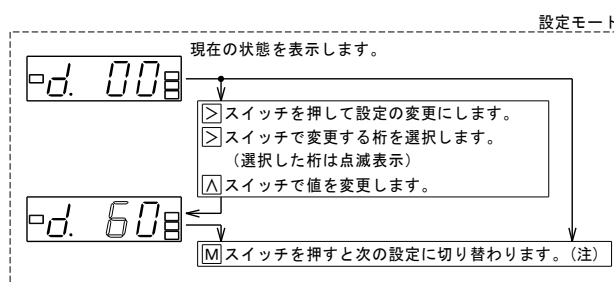 設定モード
現在の状態を表示します。
-d. 00
>スイッチを押して設定の変更にします。
>スイッチで変更する桁を選択します。
（選択した桁は点滅表示）
∧スイッチで値を変更します。
-d. 60
Mスイッチを押すと次の設定に切り替わります。(注)